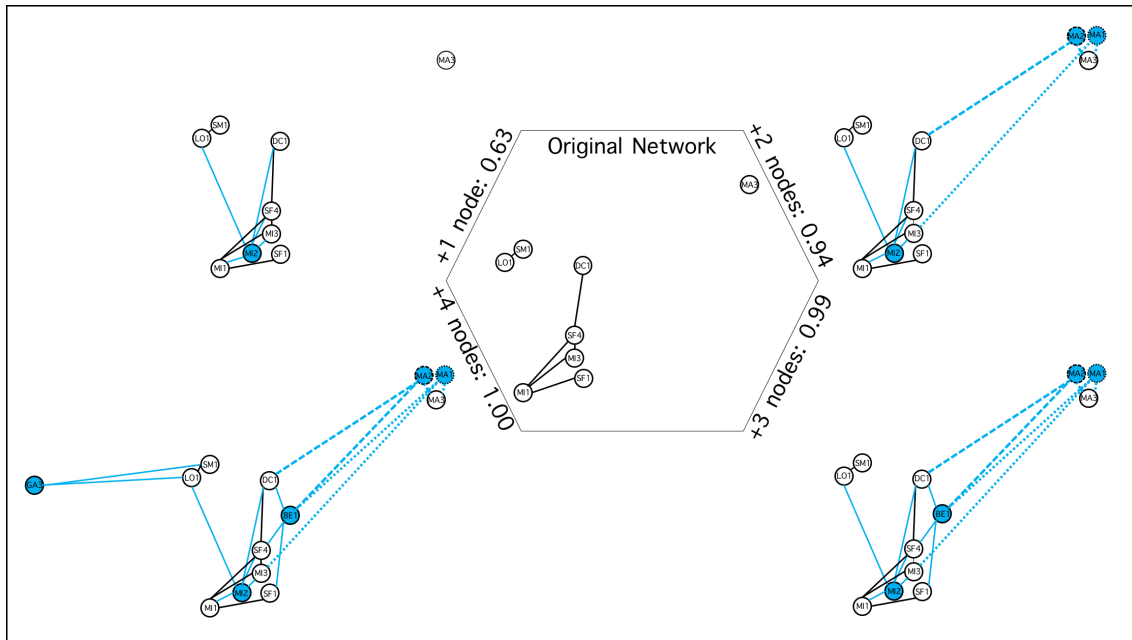 MA3
SM1
LO1
DC1
SF4
MI3
MI2
SF1
MI1
Original Network
+1 node: 0.63
+2 nodes: 0.94
+3 nodes: 0.99
+4 nodes: 1.00
MA3
SM1
LO1
DC1
SF4
MI3
SF1
MI1
MA2 MA1
MA3
SM1
LO1
DC1
SF4
MI3
MI2
SF1
MI1
MA2 MA1
MA3
SM1
LO1
GA3
DC1
BE1
SF4
MI3
MI2
SF1
MI1
MA2 MA1
MA3
SM1
LO1
DC1
BE1
SF4
MI3
MI2
SF1
MI1